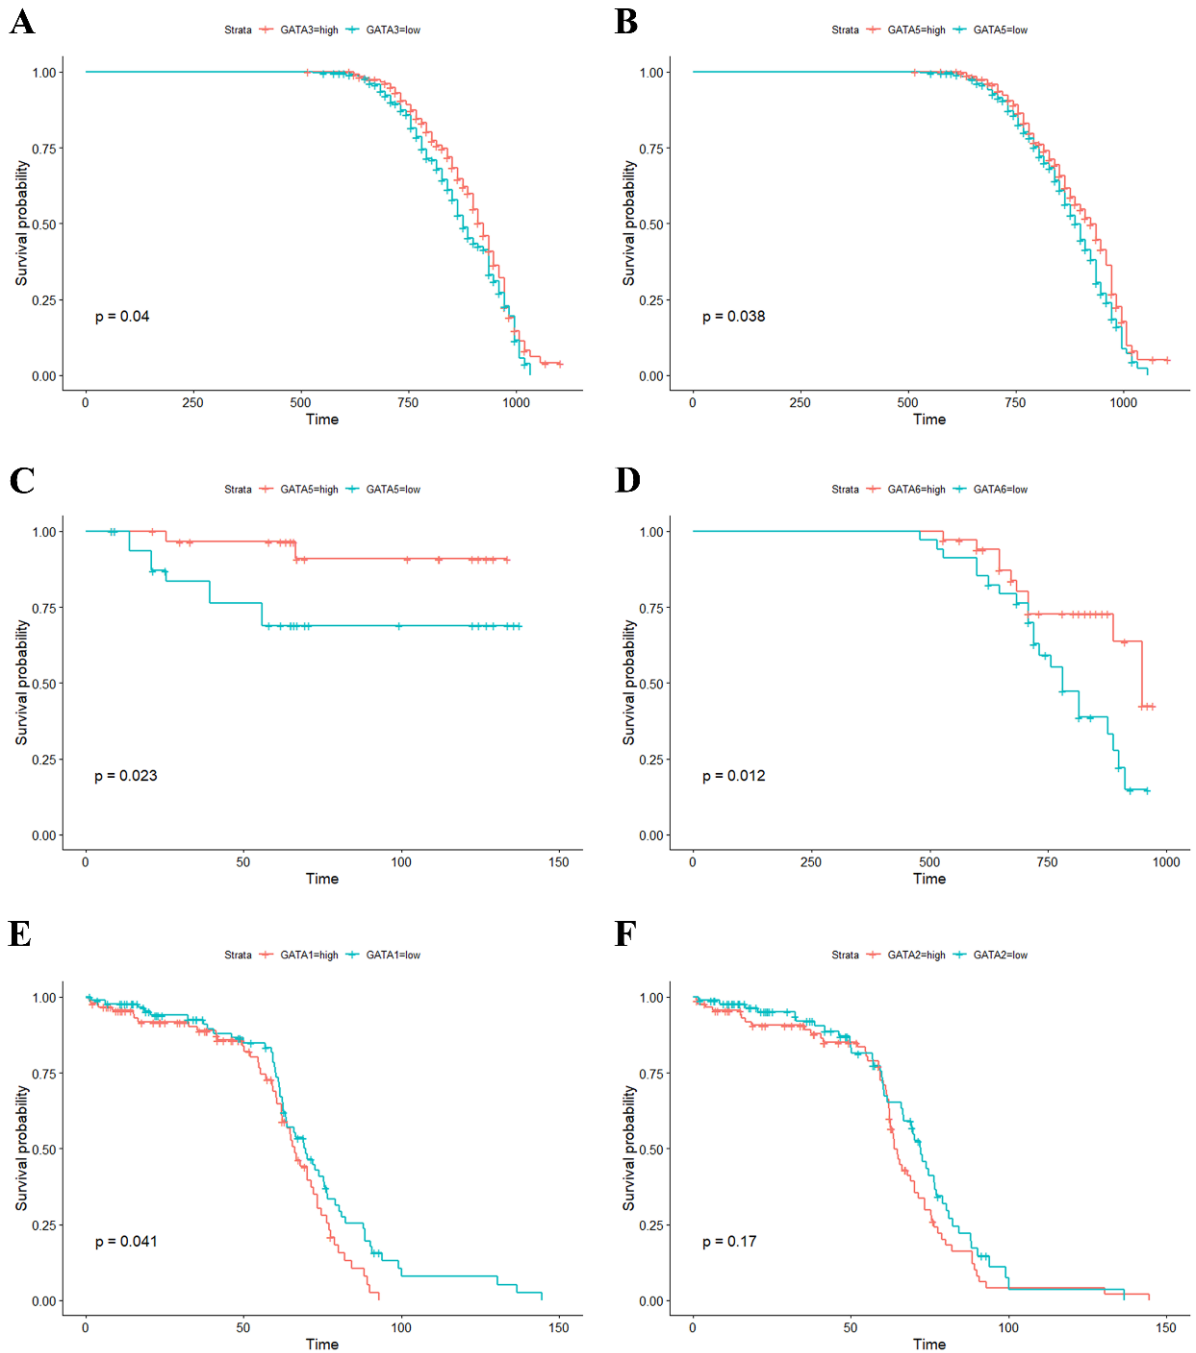 A
Strata GATA3=high GATA3=low
Survival probability
1.00
0.75
0.50
0.25
0.00
p = 0.04
0 250 500 750 1000
Time
B
Strata GATA5=high GATA5=low
Survival probability
1.00
0.75
0.50
0.25
0.00
p = 0.038
0 250 500 750 1000
Time
C
Strata GATA5=high GATA5=low
Survival probability
1.00
0.75
0.50
0.25
0.00
p = 0.023
0 50 100 150
Time
D
Strata GATA6=high GATA6=low
Survival probability
1.00
0.75
0.50
0.25
0.00
p = 0.012
0 250 500 750 1000
Time
E
Strata GATA1=high GATA1=low
Survival probability
1.00
0.75
0.50
0.25
0.00
p = 0.041
0 50 100 150
Time
F
Strata GATA2=high GATA2=low
Survival probability
1.00
0.75
0.50
0.25
0.00
p = 0.17
0 50 100 150
Time